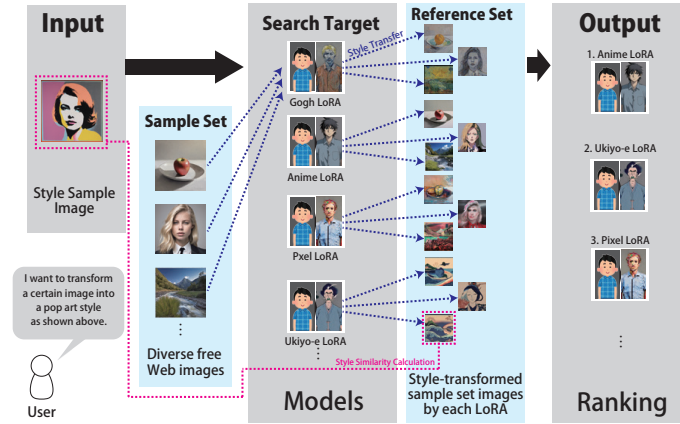 Input
Style Sample
Image
I want to transform
a certain image into
a pop art style
as shown above.
User
Sample Set
⋮
Diverse free
Web images
Search Target
Style Transfer
Gogh LoRA
Anime LoRA
Pxel LoRA
Ukiyo-e LoRA
⋮
Style Similarity Calculation
Models
Reference Set
Style-transformed
sample set images
by each LoRA
Output
1. Anime LoRA
2. Ukiyo-e LoRA
3. Pixel LoRA
⋮
Ranking